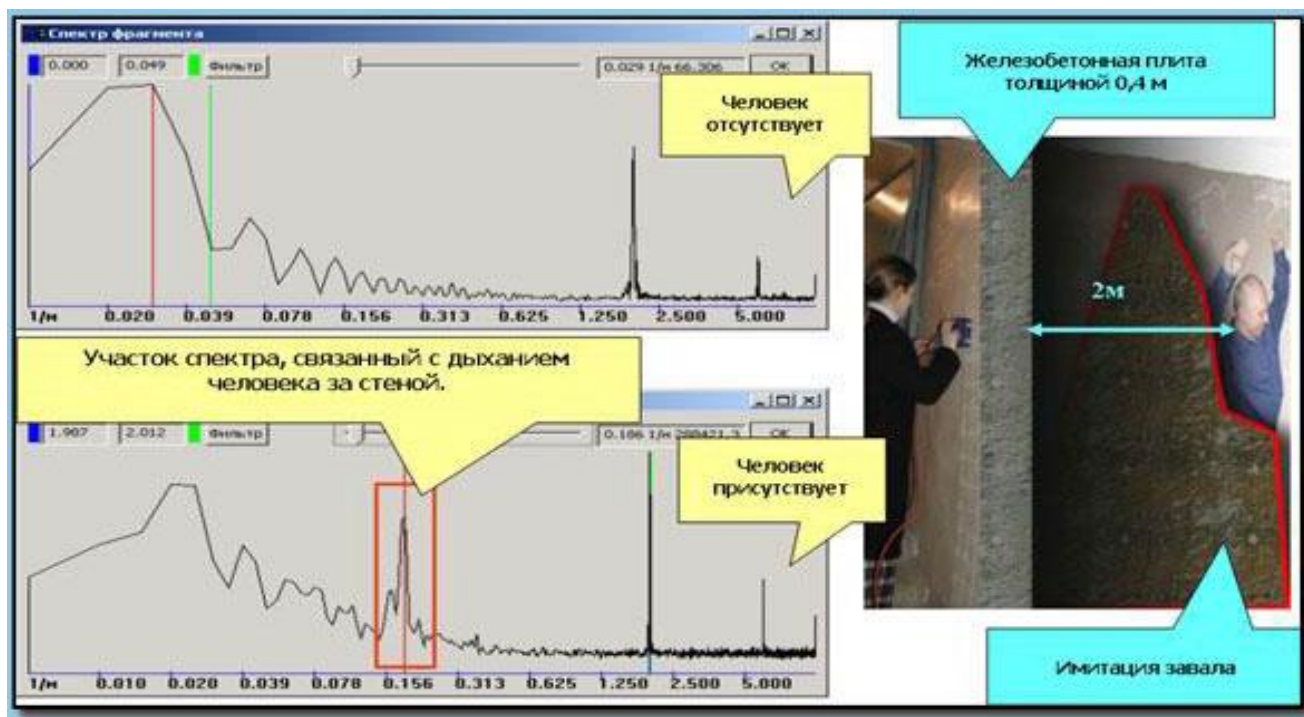 Спектр фрагмента
0.000 0.049 Фильтр 0.029 1/м 66.306 OK
Человек
отсутствует
Железобетонная плита
толщиной 0,4 м
2м
1/м 0.020 0.039 0.078 0.156 0.313 0.625 1.250 2.500 5.000
Участок спектра, связанный с дыханием
человека за стеной.
1.987 2.012 Фильтр 0.186 1/м 288421.3 OK
Человек
присутствует
1/м 0.010 0.020 0.039 0.078 0.156 0.313 0.625 1.250 2.500 5.000
Имитация завала